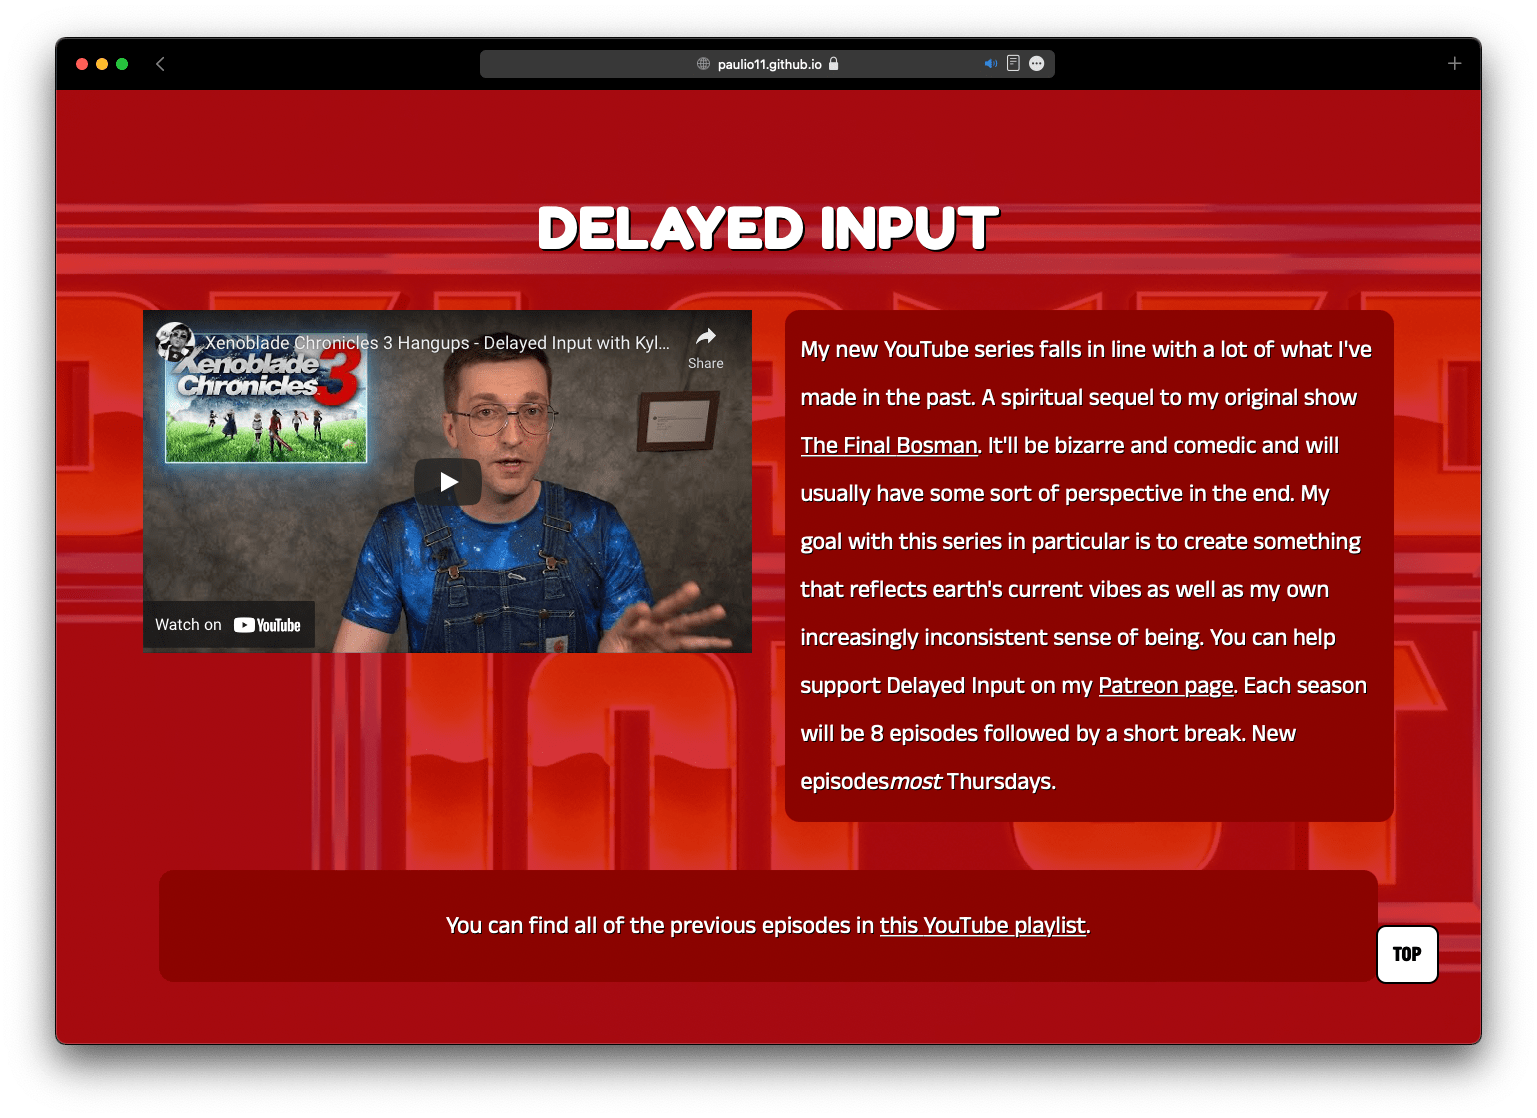 paulio11.github.io
DELAYED INPUT
Xenoblade Chronicles 3 Hangups - Delayed Input with Kyl...
Share
Xenoblade
Chronicles 3
Watch on YouTube
My new YouTube series falls in line with a lot of what I've
made in the past. A spiritual sequel to my original show
The Final Bosman. It'll be bizarre and comedic and will
usually have some sort of perspective in the end. My
goal with this series in particular is to create something
that reflects earth's current vibes as well as my own
increasingly inconsistent sense of being. You can help
support Delayed Input on my Patreon page. Each season
will be 8 episodes followed by a short break. New
episodesmost Thursdays.
You can find all of the previous episodes in this YouTube playlist.
TOP